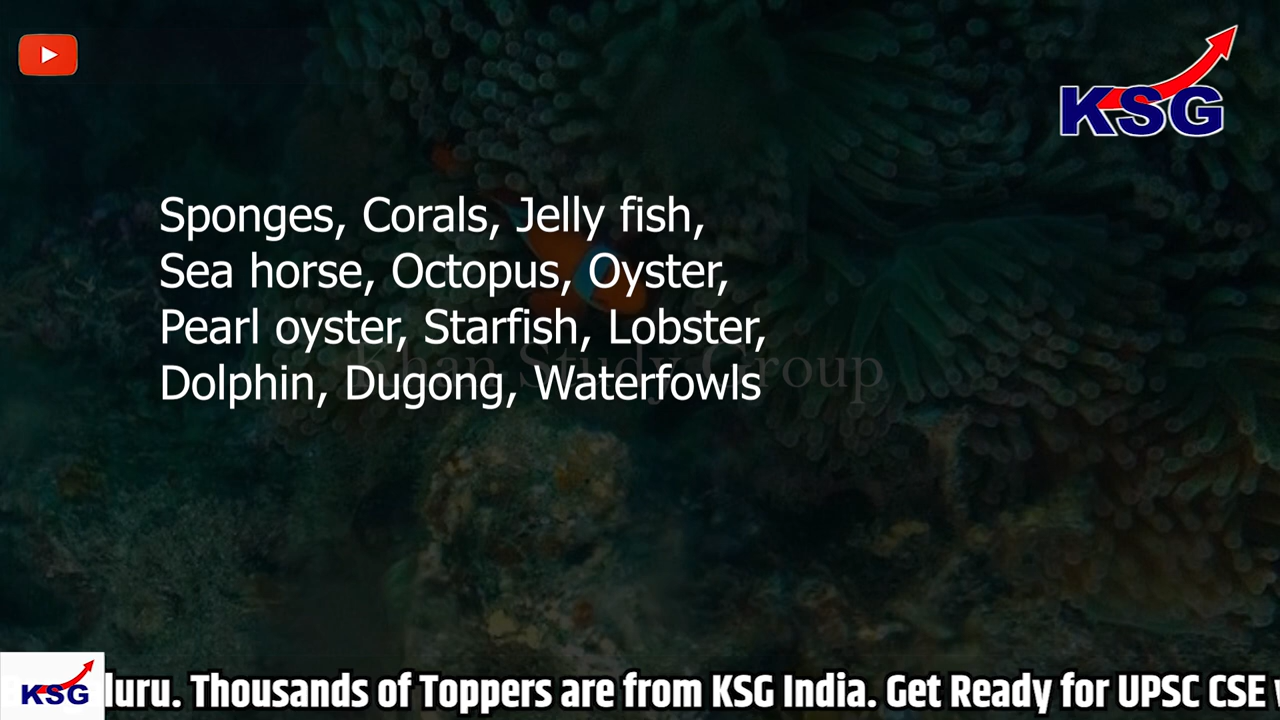 KSG
Sponges, Corals, Jelly fish,
Sea horse, Octopus, Oyster,
Pearl oyster, Starfish, Lobster,
Khan Study Group
Dolphin, Dugong, Waterfowls
KSG
luru. Thousands of Toppers are from KSG India. Get Ready for UPSC CSE